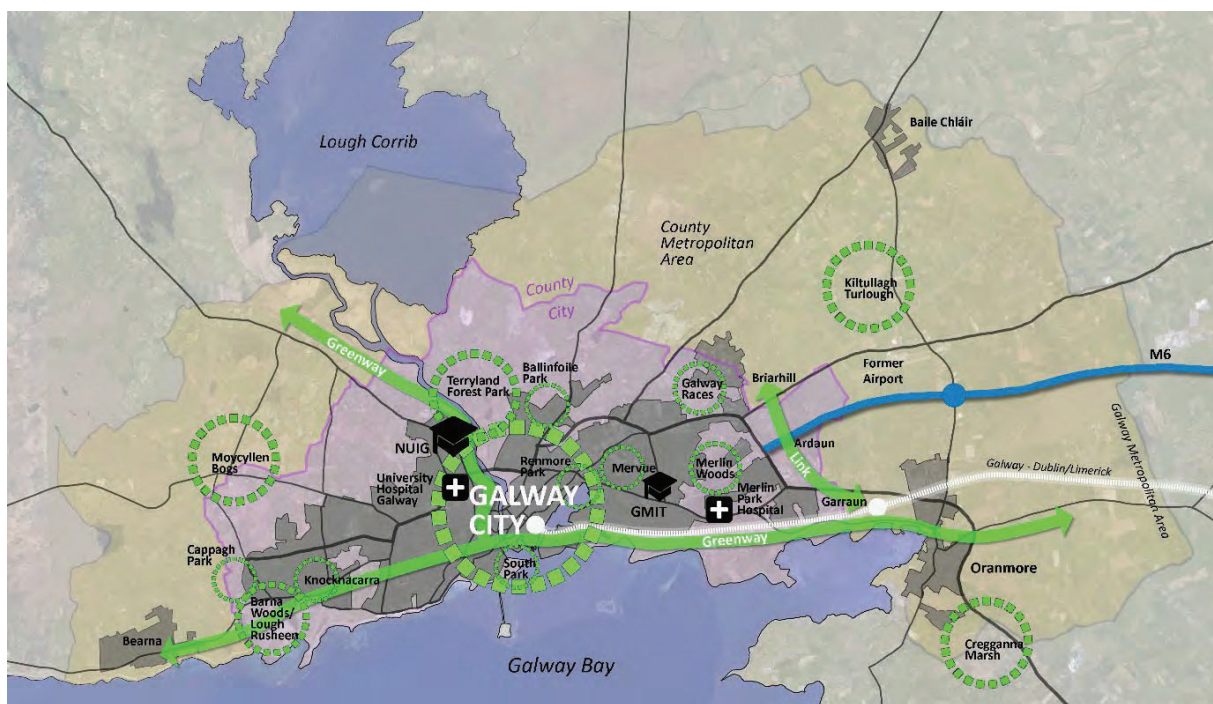 Baile Chláir
Lough Corrib
County
Metropolitan
Area
County
City
Kiltullagh
Turlough
Greenway
Terryland
Forest Park
Ballinfoile
Park
Galway
Races
Briarhill
Former
Airport
M6
Moycyllen
Bogs
NUIG
Renmore
Park
Mervue
Merlin
Woods
Ardaun
Link
Galway Metropolitan Area
University
Hospital
Galway
GALWAY
CITY
GMIT
Merlin
Park
Hospital
Garraun
Galway - Dublin/Limerick
Greenway
Cappagh
Park
Knocknacarra
South
Park
Oranmore
Barna
Woods/
Lough
Rusheen
Bearna
Galway Bay
Cregganna
Marsh